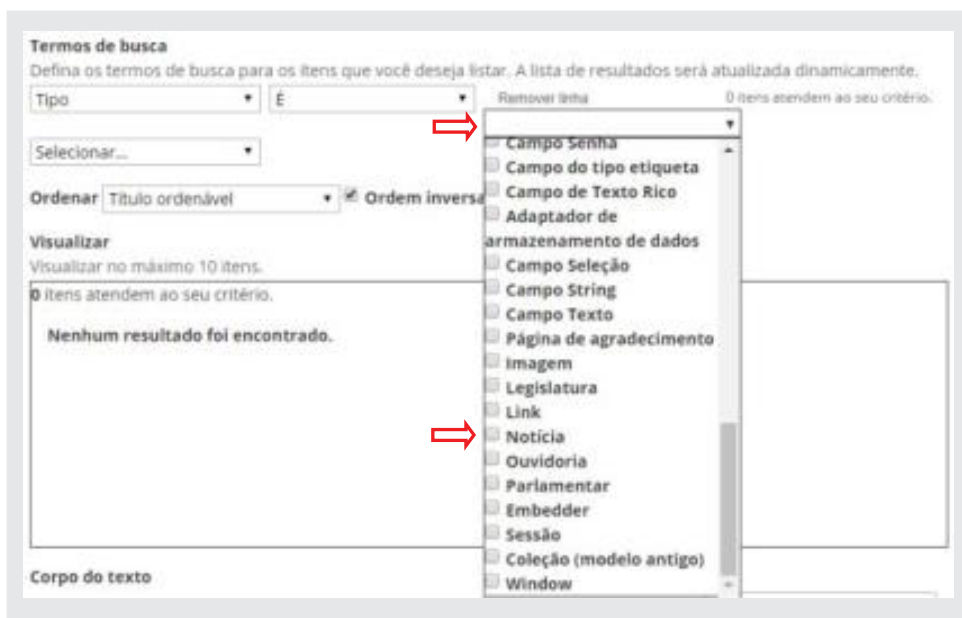 Termos de busca
Defina os termos de busca para os itens que você deseja listar. A lista de resultados será atualizada dinamicamente.
Tipo É Remover linha 0 itens atendem ao seu critério.
Selecionar...
Ordenar Título ordenável Ordem inversa
Visualizar
Visualizar no máximo 10 itens.
0 itens atendem ao seu critério.
Nenhum resultado foi encontrado.
Campo Senha
Campo do tipo etiqueta
Campo de Texto Rico
Adaptador de
armazenamento de dados
Campo Seleção
Campo String
Campo Texto
Página de agradecimento
Imagem
Legislatura
Link
Notícia
Ouvidoria
Parlamentar
Embedder
Sessão
Coleção (modelo antigo)
Window
Corpo do texto